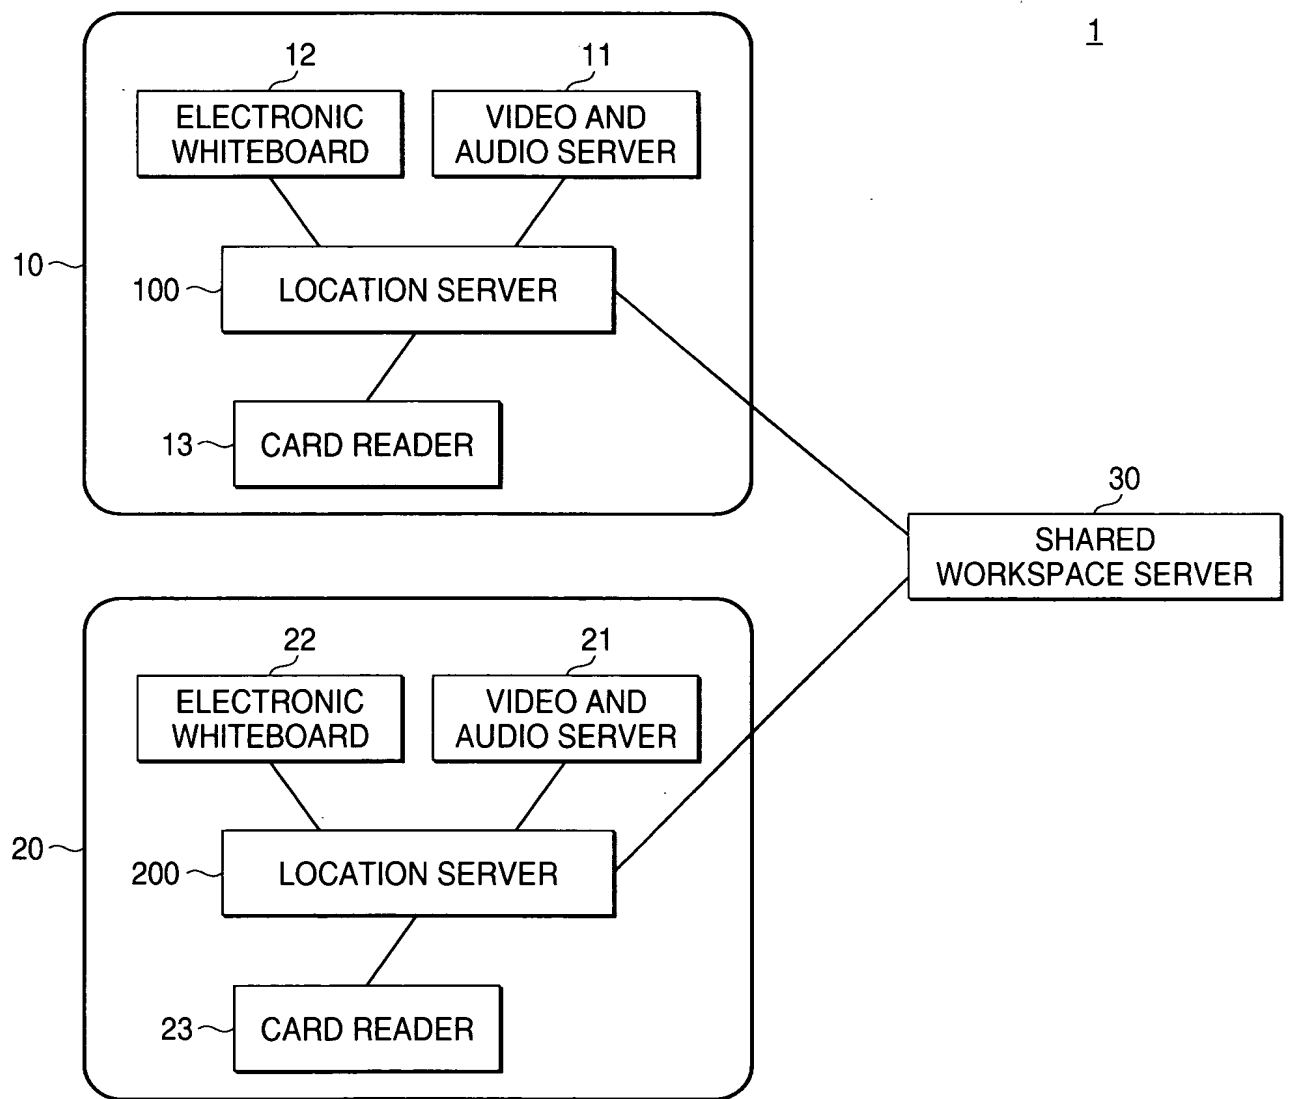 1
12
11
ELECTRONIC
WHITEBOARD
VIDEO AND
AUDIO SERVER
10
100
LOCATION SERVER
13
CARD READER
30
SHARED
WORKSPACE SERVER
22
21
ELECTRONIC
WHITEBOARD
VIDEO AND
AUDIO SERVER
20
200
LOCATION SERVER
23
CARD READER